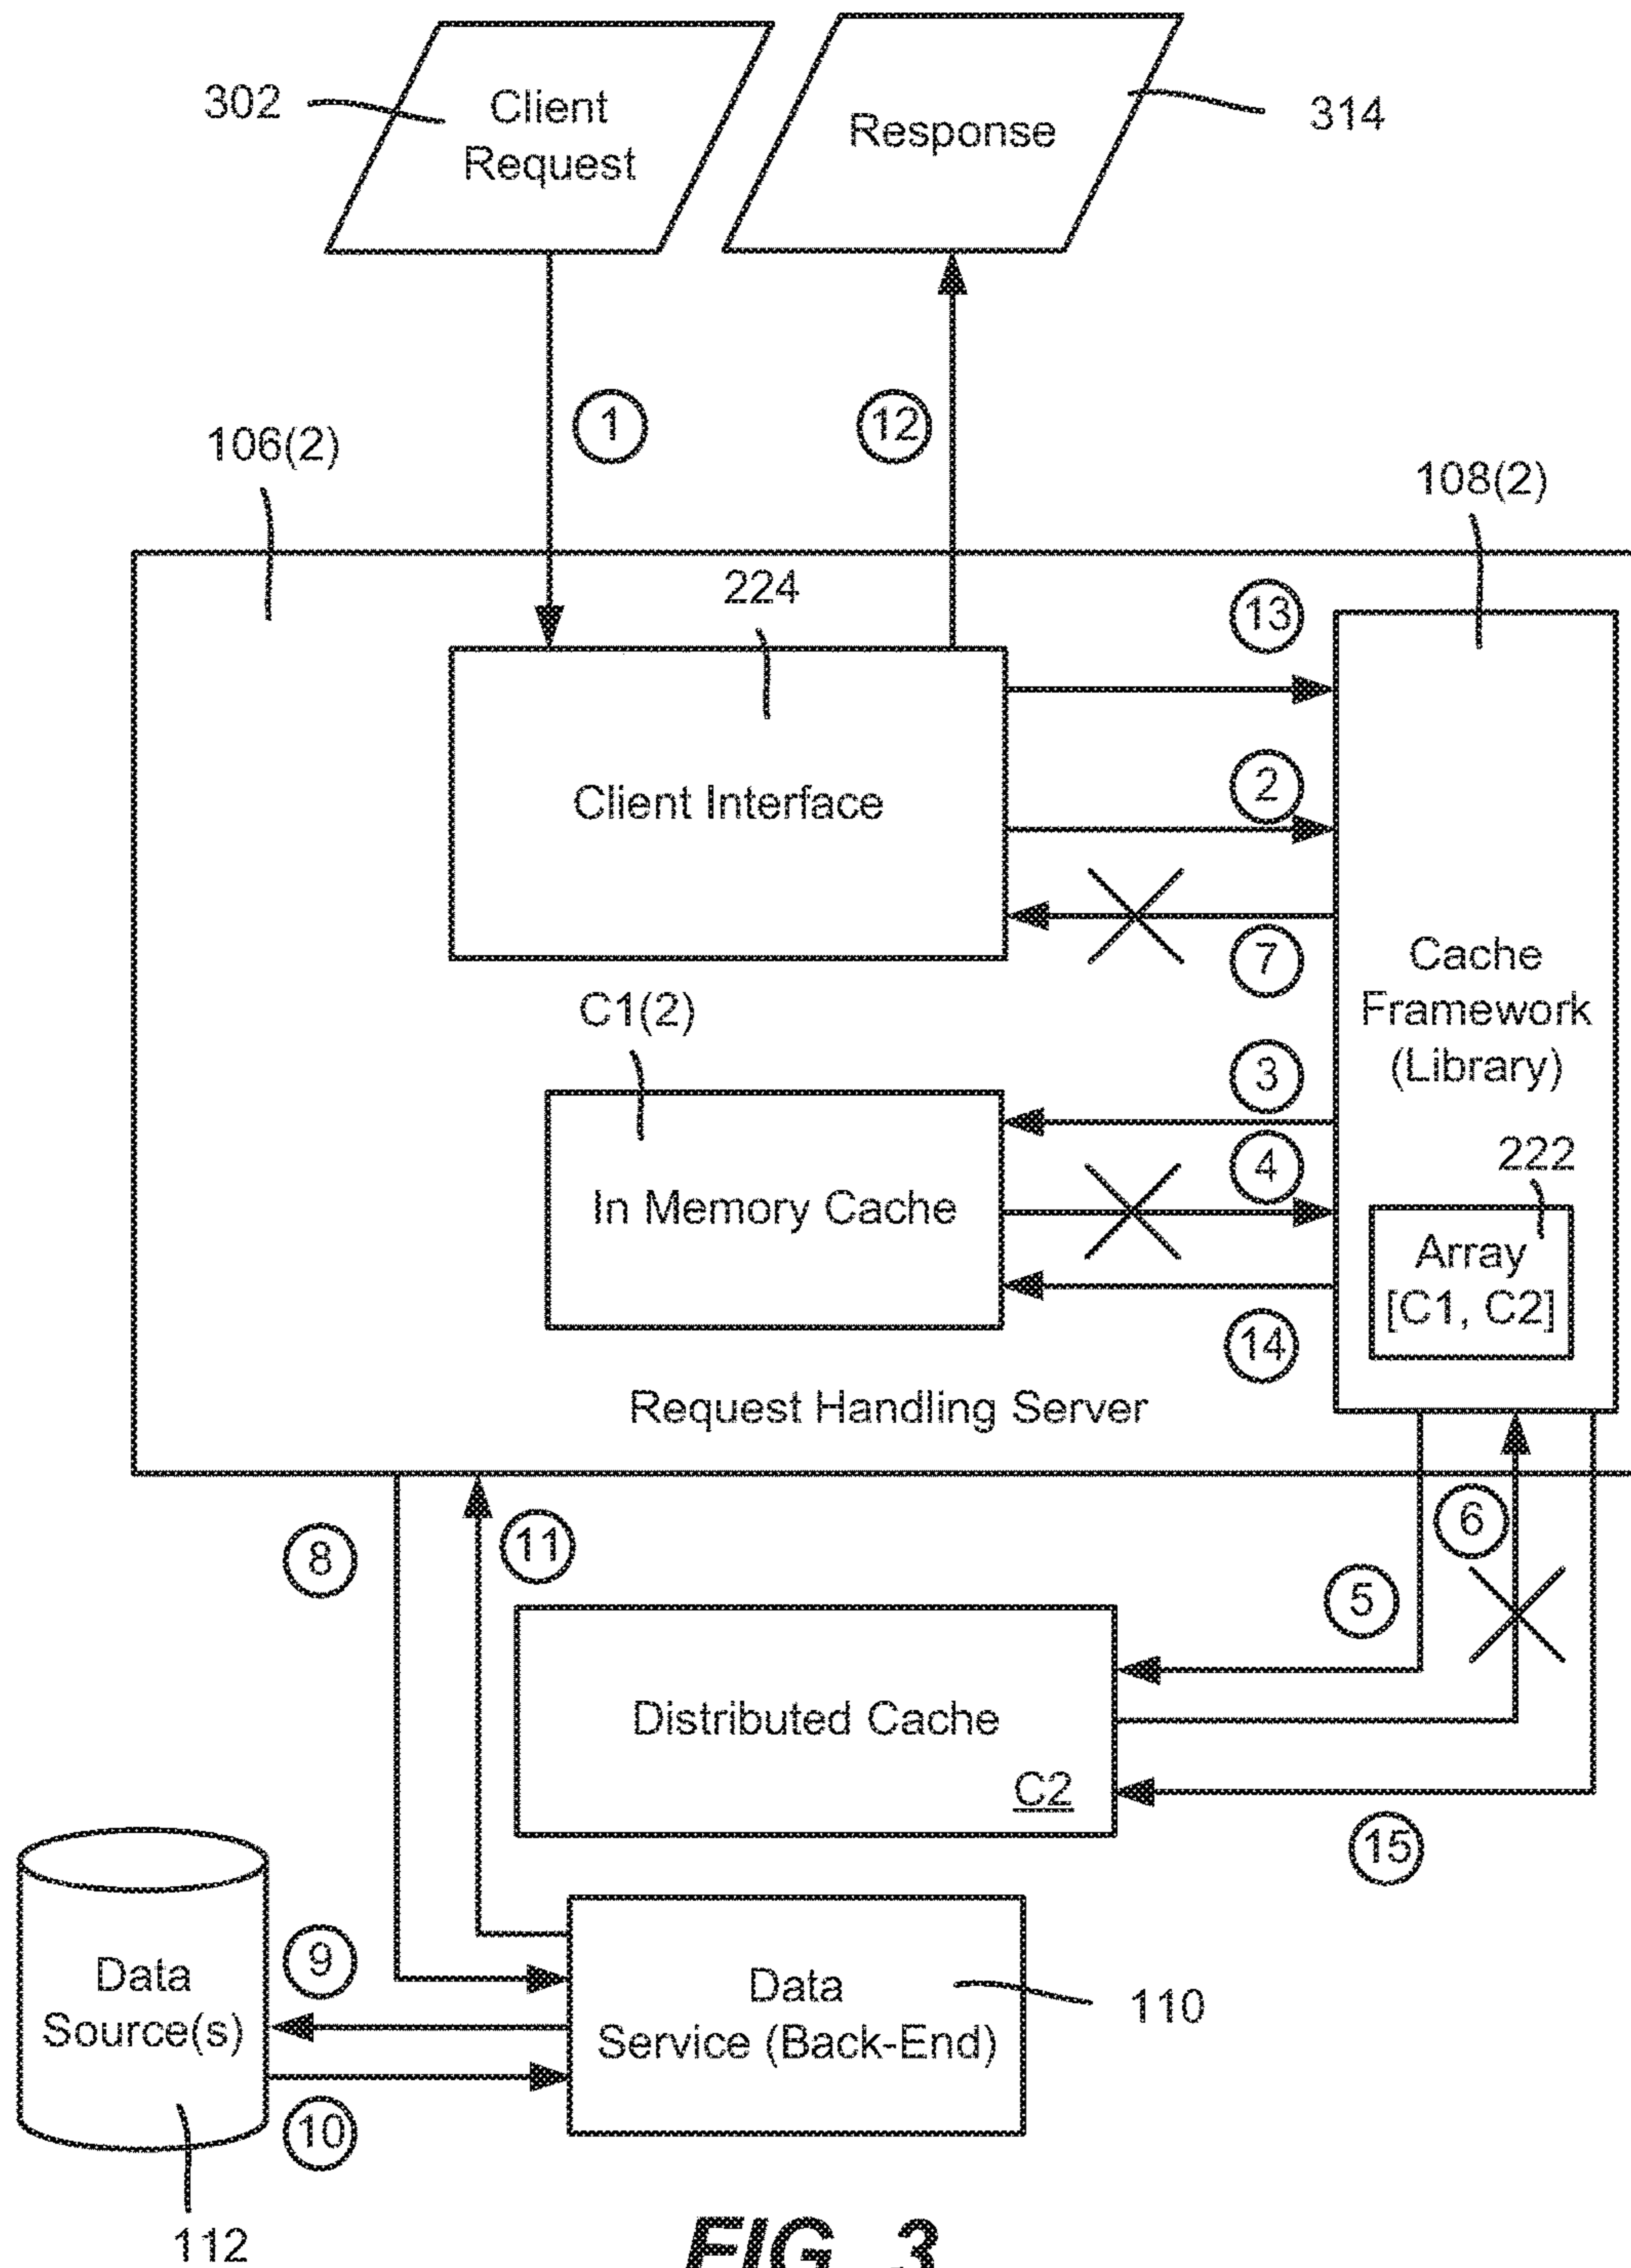 302
Client
Request
Response
314
1
12
106(2)
108(2)
224
13
Client Interface
2
7
Cache
Framework
(Library)
C1(2)
3
4
222
In Memory Cache
Array
[C1, C2]
14
Request Handling Server
8
11
6
5
Distributed Cache
C2
15
Data
Source(s)
9
10
Data
Service (Back-End)
110
112
FIG. 3